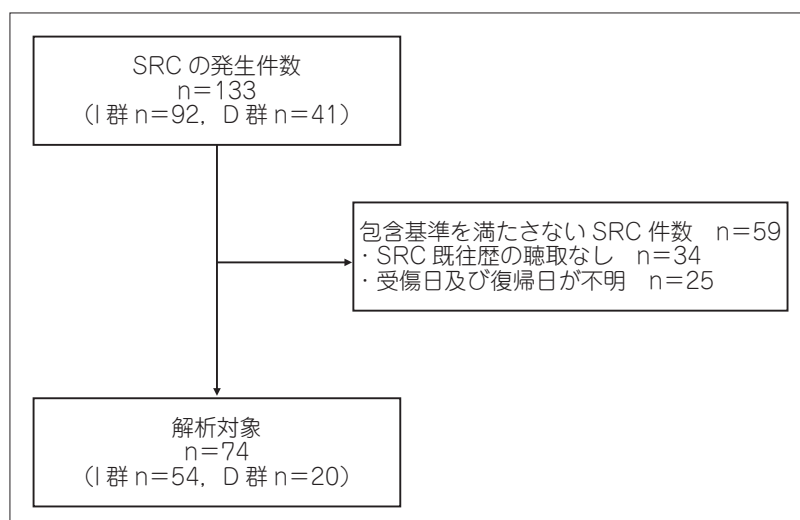 SRC の発生件数
n＝133
（I 群 n＝92，D 群 n＝41）
包含基準を満たさない SRC 件数　n＝59
・SRC 既往歴の聴取なし　n＝34
・受傷日及び復帰日が不明　n＝25
解析対象
n＝74
（I 群 n＝54，D 群 n＝20）